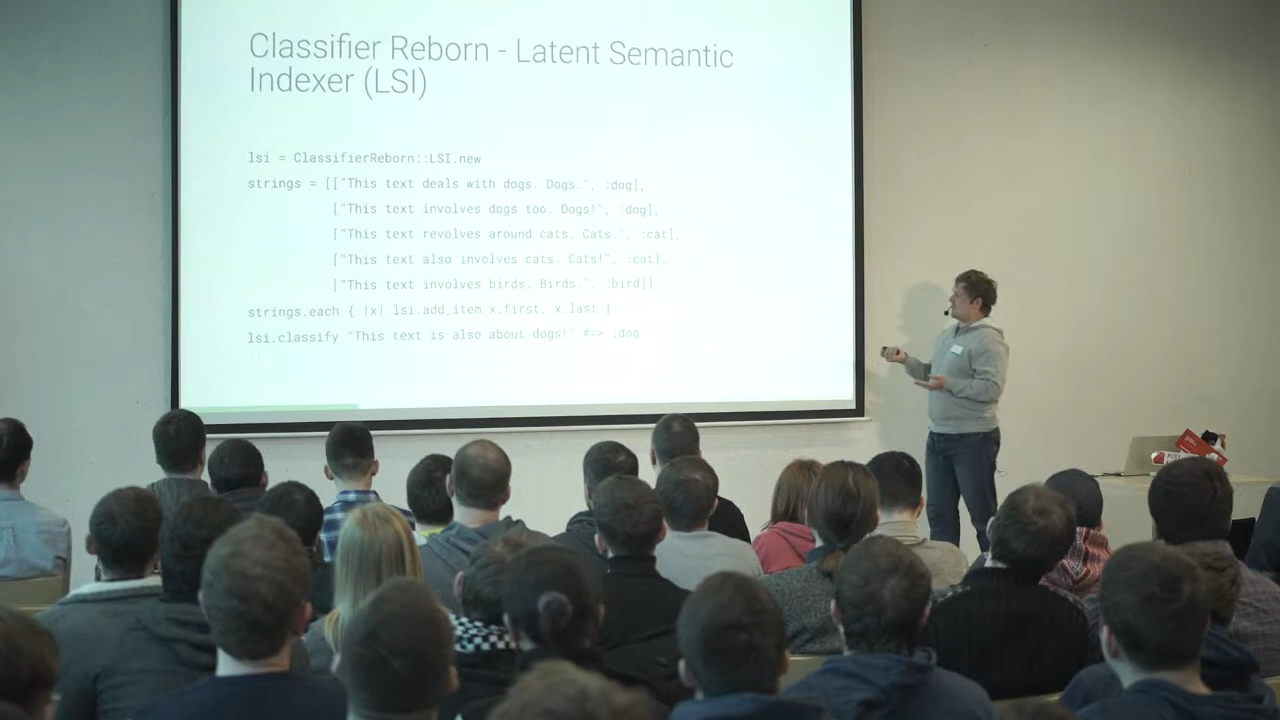 Classifier Reborn - Latent Semantic
Indexer (LSI)
lsi = ClassifierReborn::LSI.new
strings = [["This text deals with dogs. Dogs.", :dog],
["This text involves dogs too. Dogs!", :dog],
["This text revolves around cats. Cats.", :cat],
["This text also involves cats. Cats!", :cat],
["This text involves birds. Birds.", :bird]]
strings.each { |x| lsi.add_item x.first, x.last }
lsi.classify "This text is also about dogs!" #=> :dog